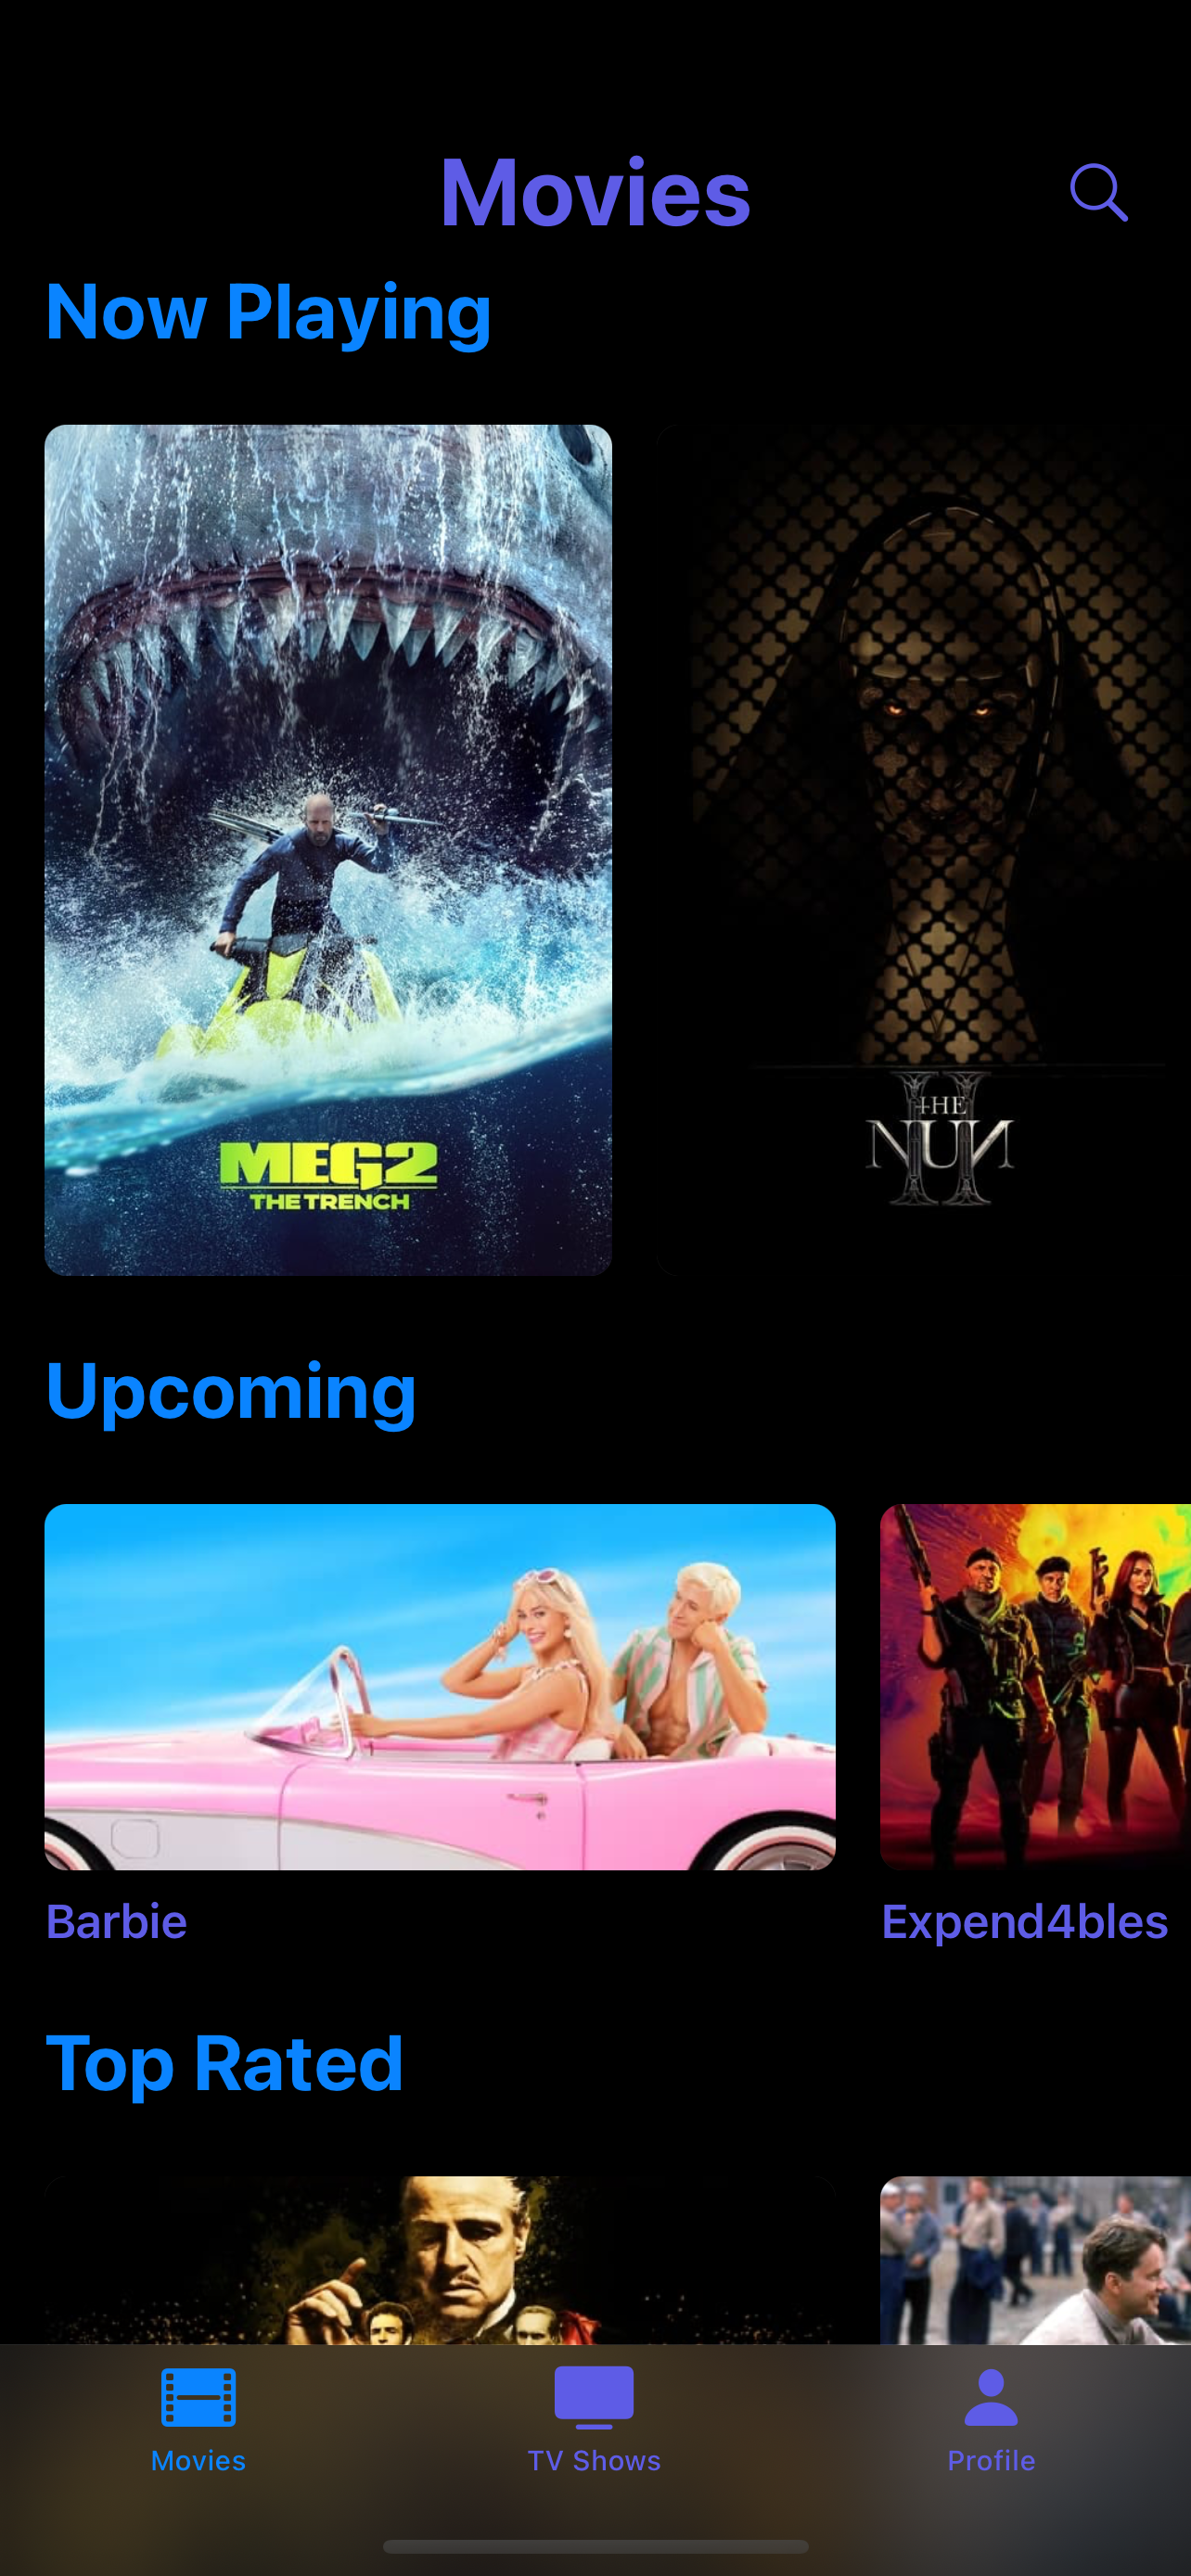 Movies
Now Playing
MEG2
THE TRENCH
THE
NUN
II
Upcoming
Barbie
Expend4bles
Top Rated
Movies
TV Shows
Profile